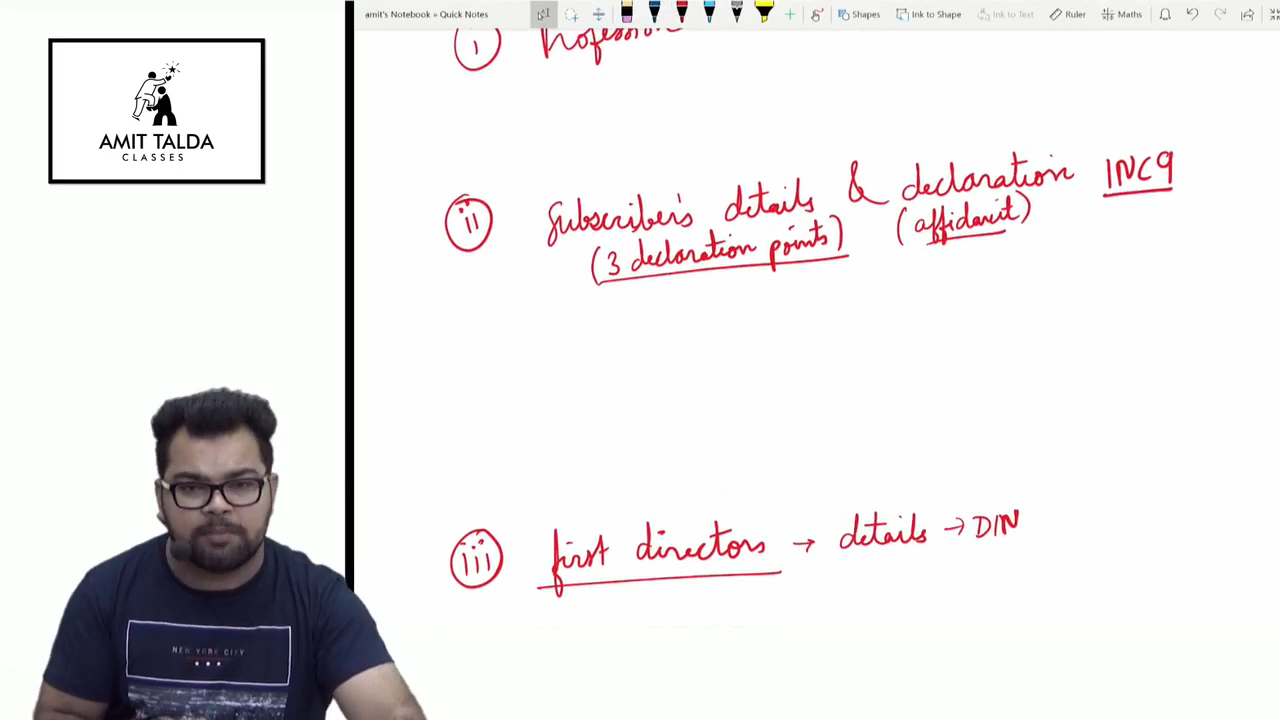 amit's Notebook » Quick Notes
Shapes
Ink to Shape
Ink to Text
Ruler
Maths
AMIT TALDA
CLASSES
i
ii Subscriber's details & declaration INC9
(3 declaration points) (affidavit)
iii first directors → details → DIN
NEW YORK CITY